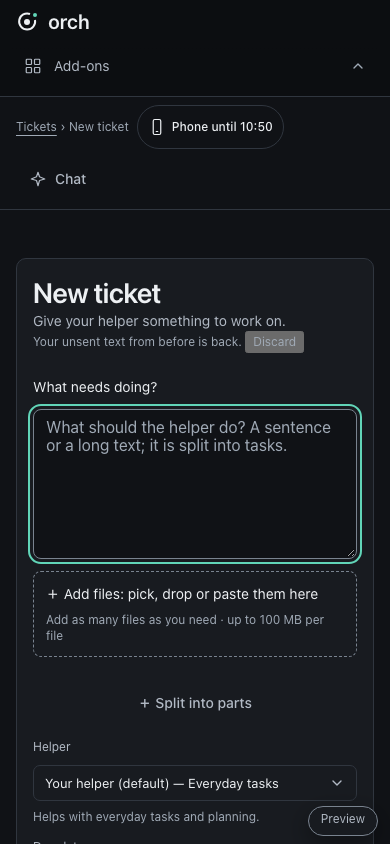 orch
Add-ons
Tickets › New ticket
Phone until 10:50
Chat
New ticket
Give your helper something to work on.
Your unsent text from before is back. Discard
What needs doing?
What should the helper do? A sentence
or a long text; it is split into tasks.
+ Add files: pick, drop or paste them here
Add as many files as you need · up to 100 MB per
file
+ Split into parts
Helper
Your helper (default) — Everyday tasks
Helps with everyday tasks and planning.
Preview